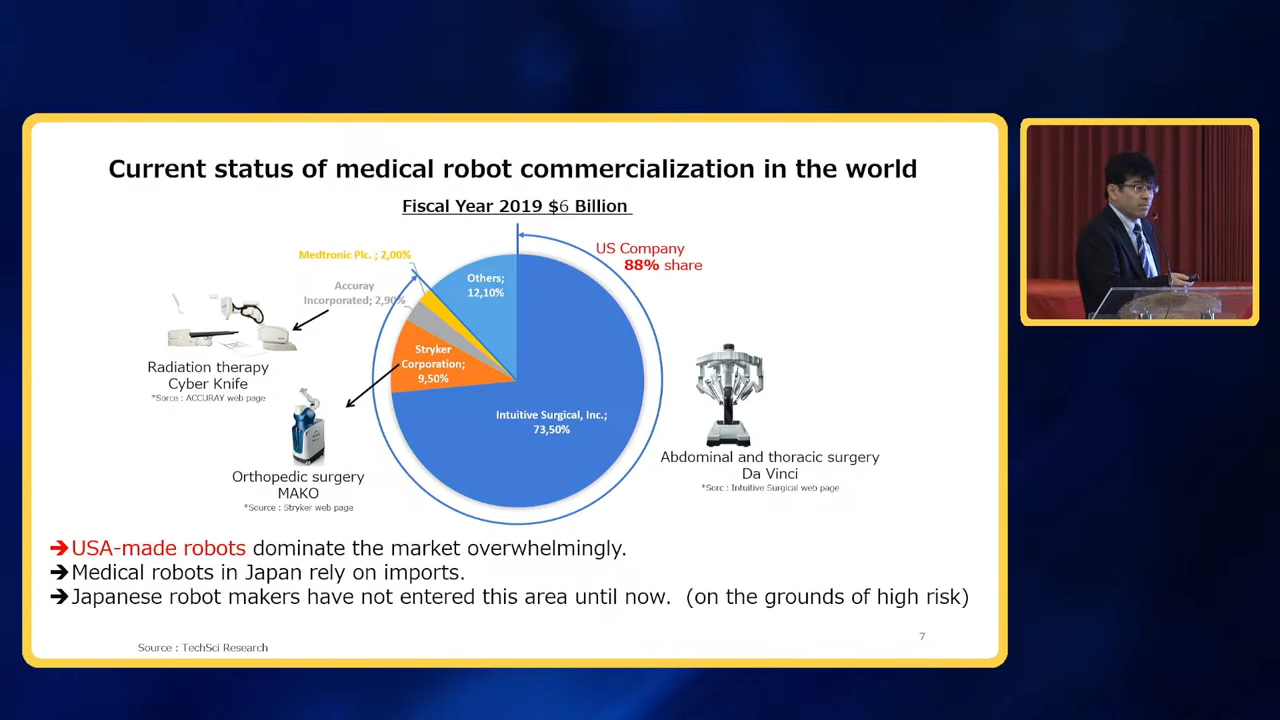 Current status of medical robot commercialization in the world
Fiscal Year 2019 $6 Billion
US Company
88% share
Medtronic Plc. ; 2,00%
Others;
12,10%
Accuray
Incorporated; 2,90%
Stryker
Corporation;
9,50%
Intuitive Surgical, Inc.;
73,50%
Radiation therapy
Cyber Knife
*Sorce : ACCURAY web page
Orthopedic surgery
MAKO
*Source : Stryker web page
Abdominal and thoracic surgery
Da Vinci
*Sorc : Intuitive Surgical web page
➔USA-made robots dominate the market overwhelmingly.
➔Medical robots in Japan rely on imports.
➔Japanese robot makers have not entered this area until now. (on the grounds of high risk)
7
Source : TechSci Research